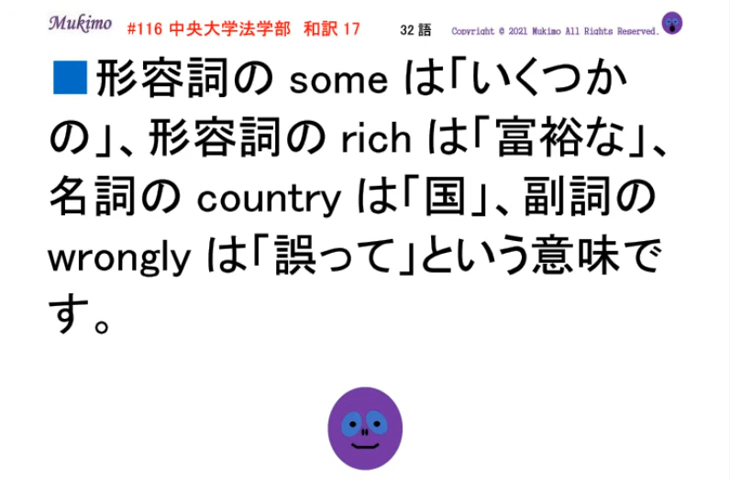 Mukimo #116 中央大学法学部 和訳 17 32 語 Copyright © 2021 Mukimo All Rights Reserved.
■形容詞の some は「いくつか
の」、形容詞の rich は「富裕な」、
名詞の country は「国」、副詞の
wrongly は「誤って」という意味で
す。